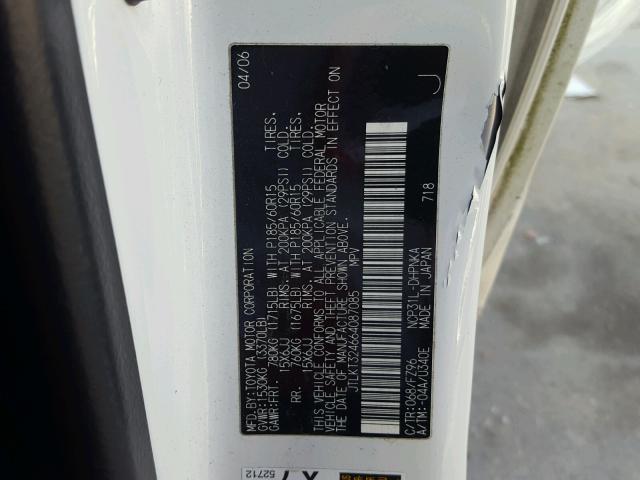 MFD.BY:TOYOTA MOTOR CORPORATION 04/06
GVWR:1530KG (3370LB)
GAWR:FRT. 780KG (1715LB) WITH P185/60R15 TIRES.
15X6JJ RIMS. AT 200KPA (29PSI) COLD.
RR. 760KG (1675LB) WITH P185/60R15 TIRES.
15X6JJ RIMS. AT 200KPA (29PSI) COLD.
THIS VEHICLE CONFORMS TO ALL APPLICABLE FEDERAL MOTOR
VEHICLE SAFETY AND THEFT PREVENTION STANDARDS IN EFFECT ON
THE DATE OF MANUFACTURE SHOWN ABOVE.
JTLKT324664087085 MPV
C/TR:068/FZ96 NCP31L-DHPNKA J
A/TM:-04A/U340E MADE IN JAPAN 718
X7
52712